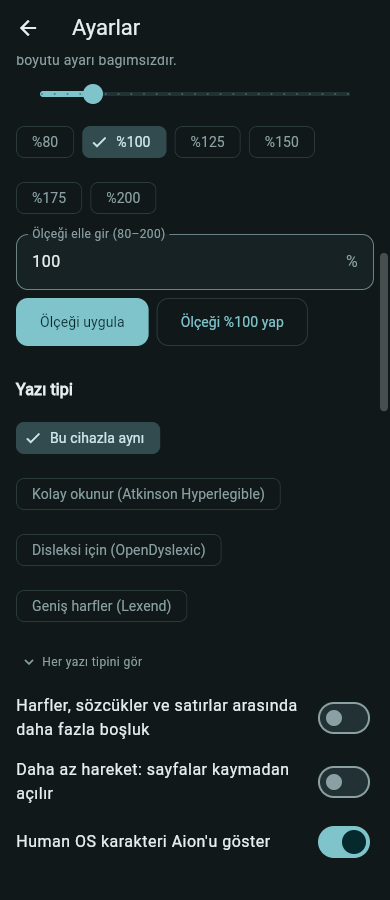 Ayarlar
boyutu ayarı bağımsızdır.
%80
%100
%125
%150
%175
%200
Ölçeği elle gir (80–200)
100 %
Ölçeği uygula
Ölçeği %100 yap
Yazı tipi
Bu cihazla aynı
Kolay okunur (Atkinson Hyperlegible)
Disleksi için (OpenDyslexic)
Geniş harfler (Lexend)
Her yazı tipini gör
Harfler, sözcükler ve satırlar arasında
daha fazla boşluk
Daha az hareket: sayfalar kaymadan
açılır
Human OS karakteri Aion'u göster